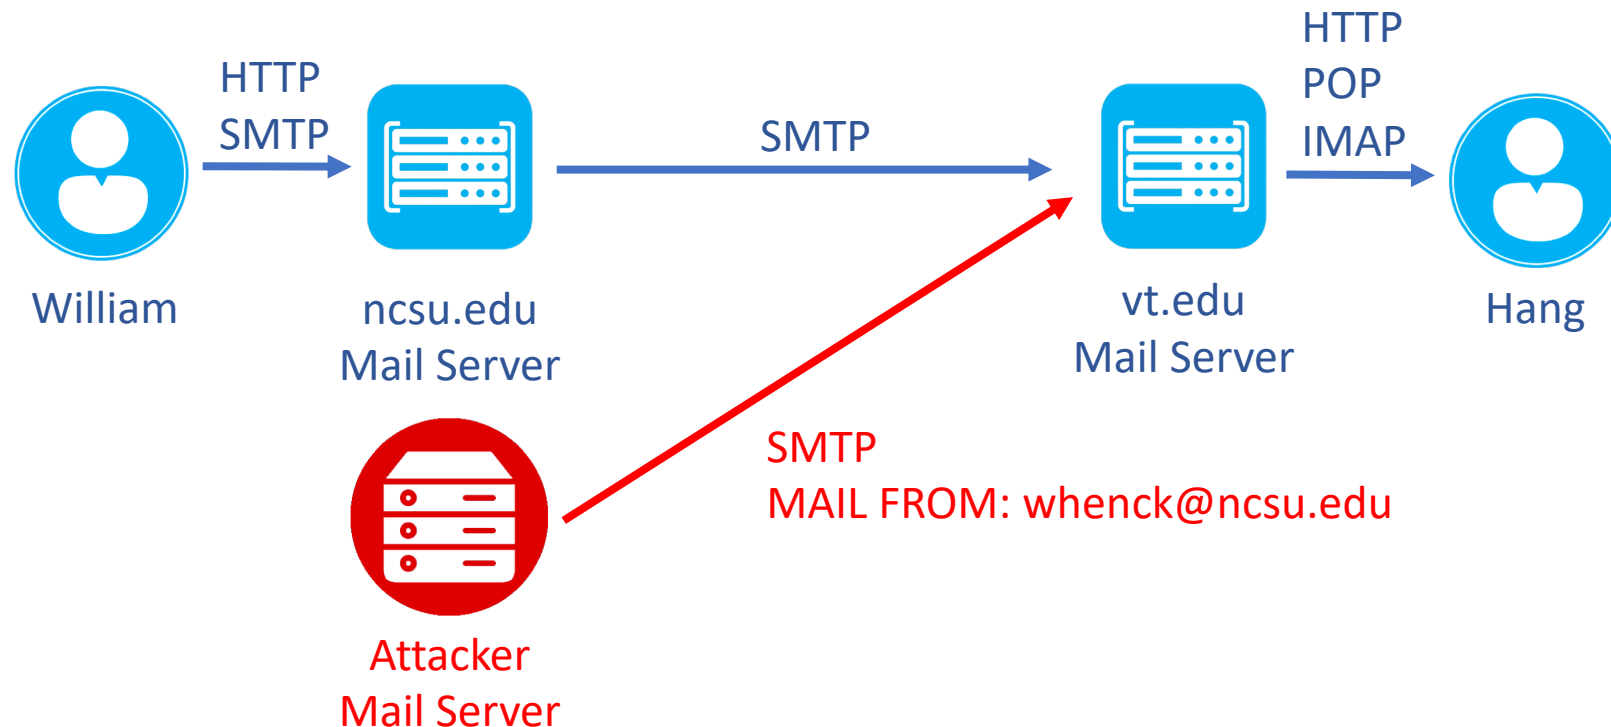 HTTP
SMTP
SMTP
HTTP
POP
IMAP
William
ncsu.edu
Mail Server
vt.edu
Mail Server
Hang
SMTP
MAIL FROM: whenck@ncsu.edu
Attacker
Mail Server